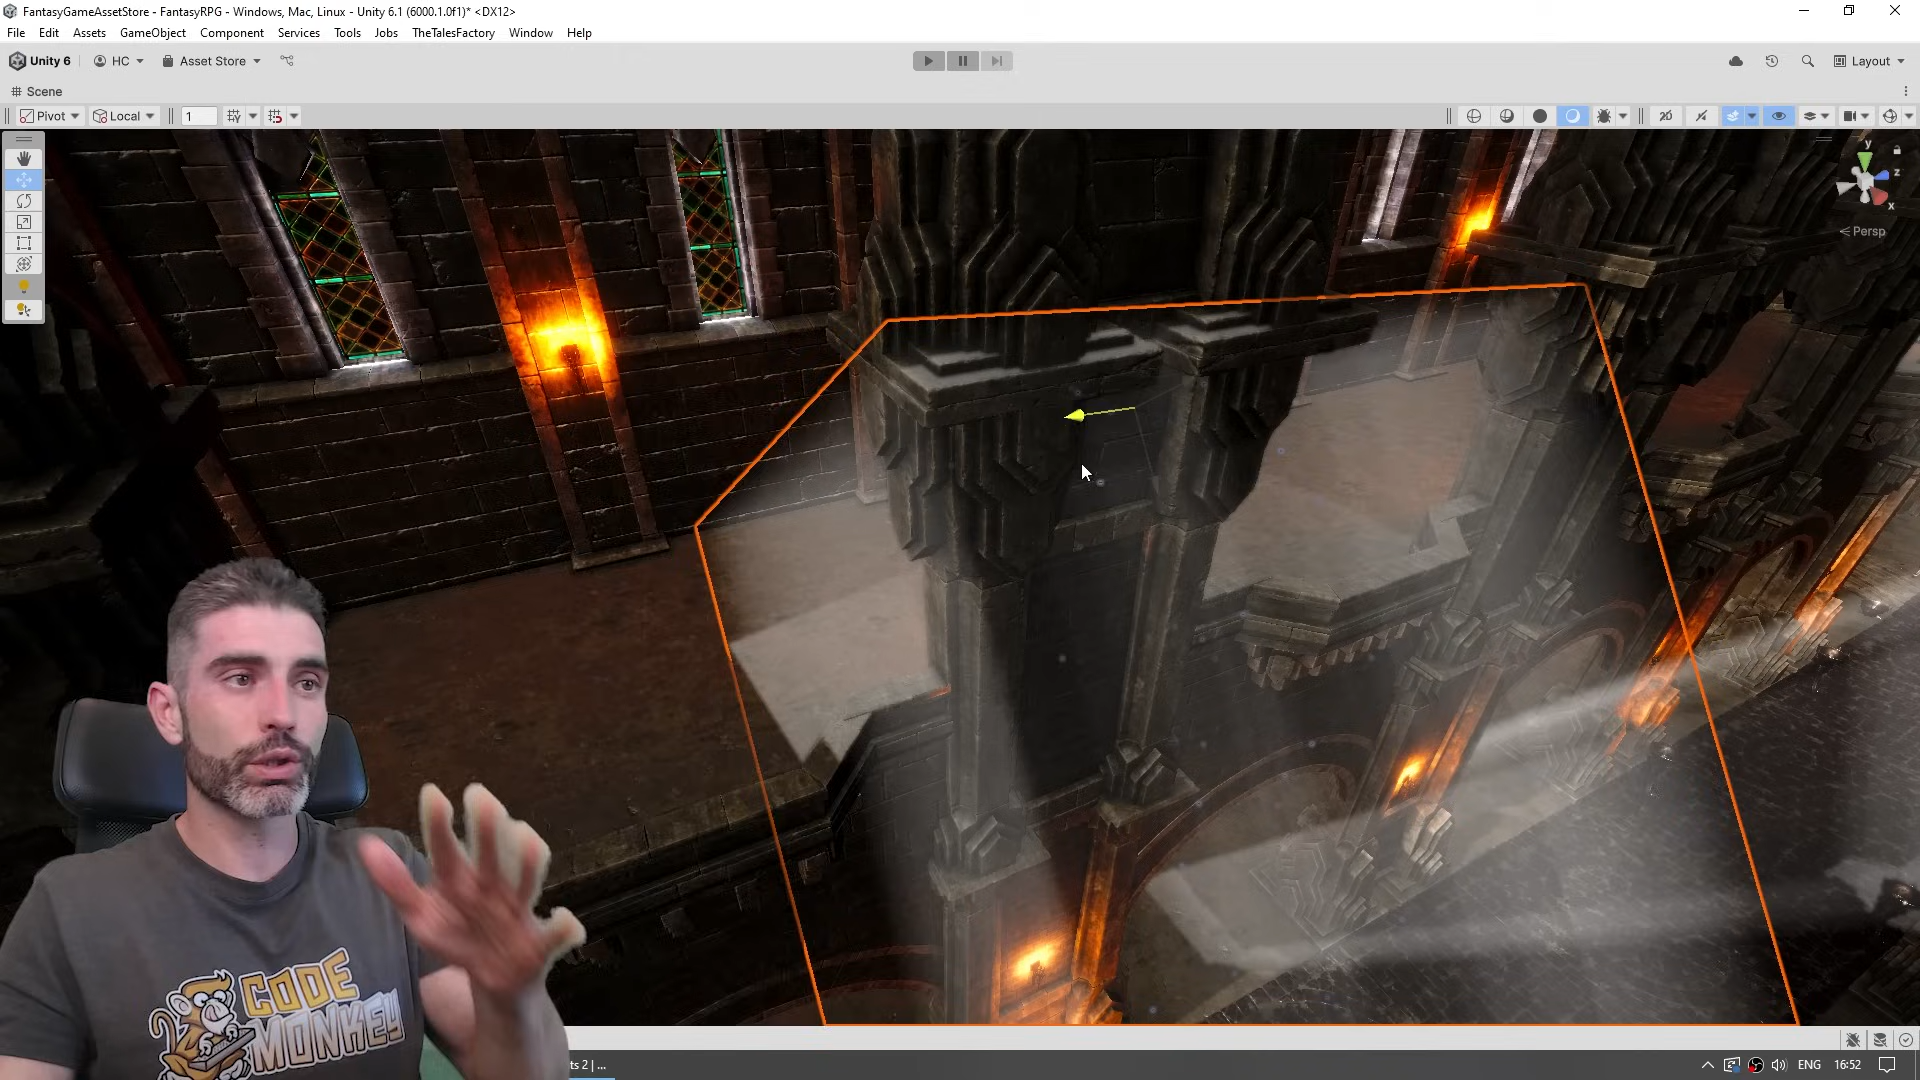 FantasyGameAssetStore - FantasyRPG - Windows, Mac, Linux - Unity 6.1 (6000.1.0f1)* <DX12>
File Edit Assets GameObject Component Services Tools Jobs TheTalesFactory Window Help
Unity 6 HC Asset Store Layout
Scene
Pivot Local 1 2D
y
z
x
Persp
CODE
MONKEY
ts 2 | ...
ENG 16:52